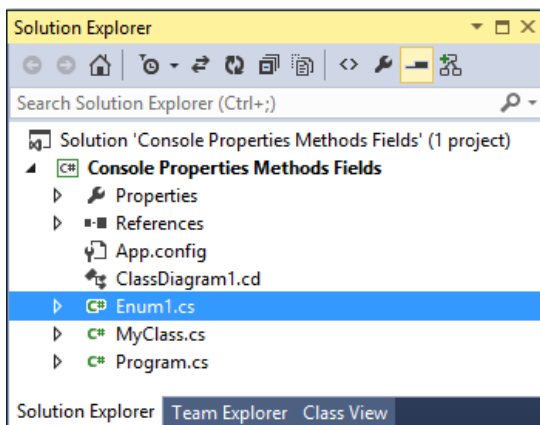 Solution Explorer
Search Solution Explorer (Ctrl+;)
Solution 'Console Properties Methods Fields' (1 project)
C# Console Properties Methods Fields
Properties
References
App.config
ClassDiagram1.cd
C# Enum1.cs
C# MyClass.cs
C# Program.cs
Solution Explorer Team Explorer Class View